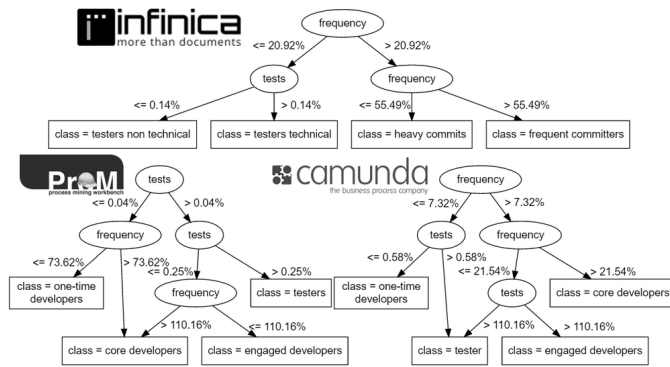 infinica
more than documents
frequency
<= 20.92%
> 20.92%
tests
frequency
<= 0.14%
> 0.14%
<= 55.49%
> 55.49%
class = testers non technical
class = testers technical
class = heavy commits
class = frequent committers
ProM
process mining workbench
tests
<= 0.04%
> 0.04%
frequency
tests
<= 73.62%
> 73.62%
<= 0.25%
> 0.25%
class = one-time
developers
frequency
class = testers
> 110.16%
<= 110.16%
class = core developers
class = engaged developers
camunda
the business process company
frequency
<= 7.32%
> 7.32%
tests
frequency
<= 0.58%
> 0.58%
<= 21.54%
> 21.54%
class = one-time
developers
tests
class = core developers
> 110.16%
> 110.16%
class = tester
class = engaged developers